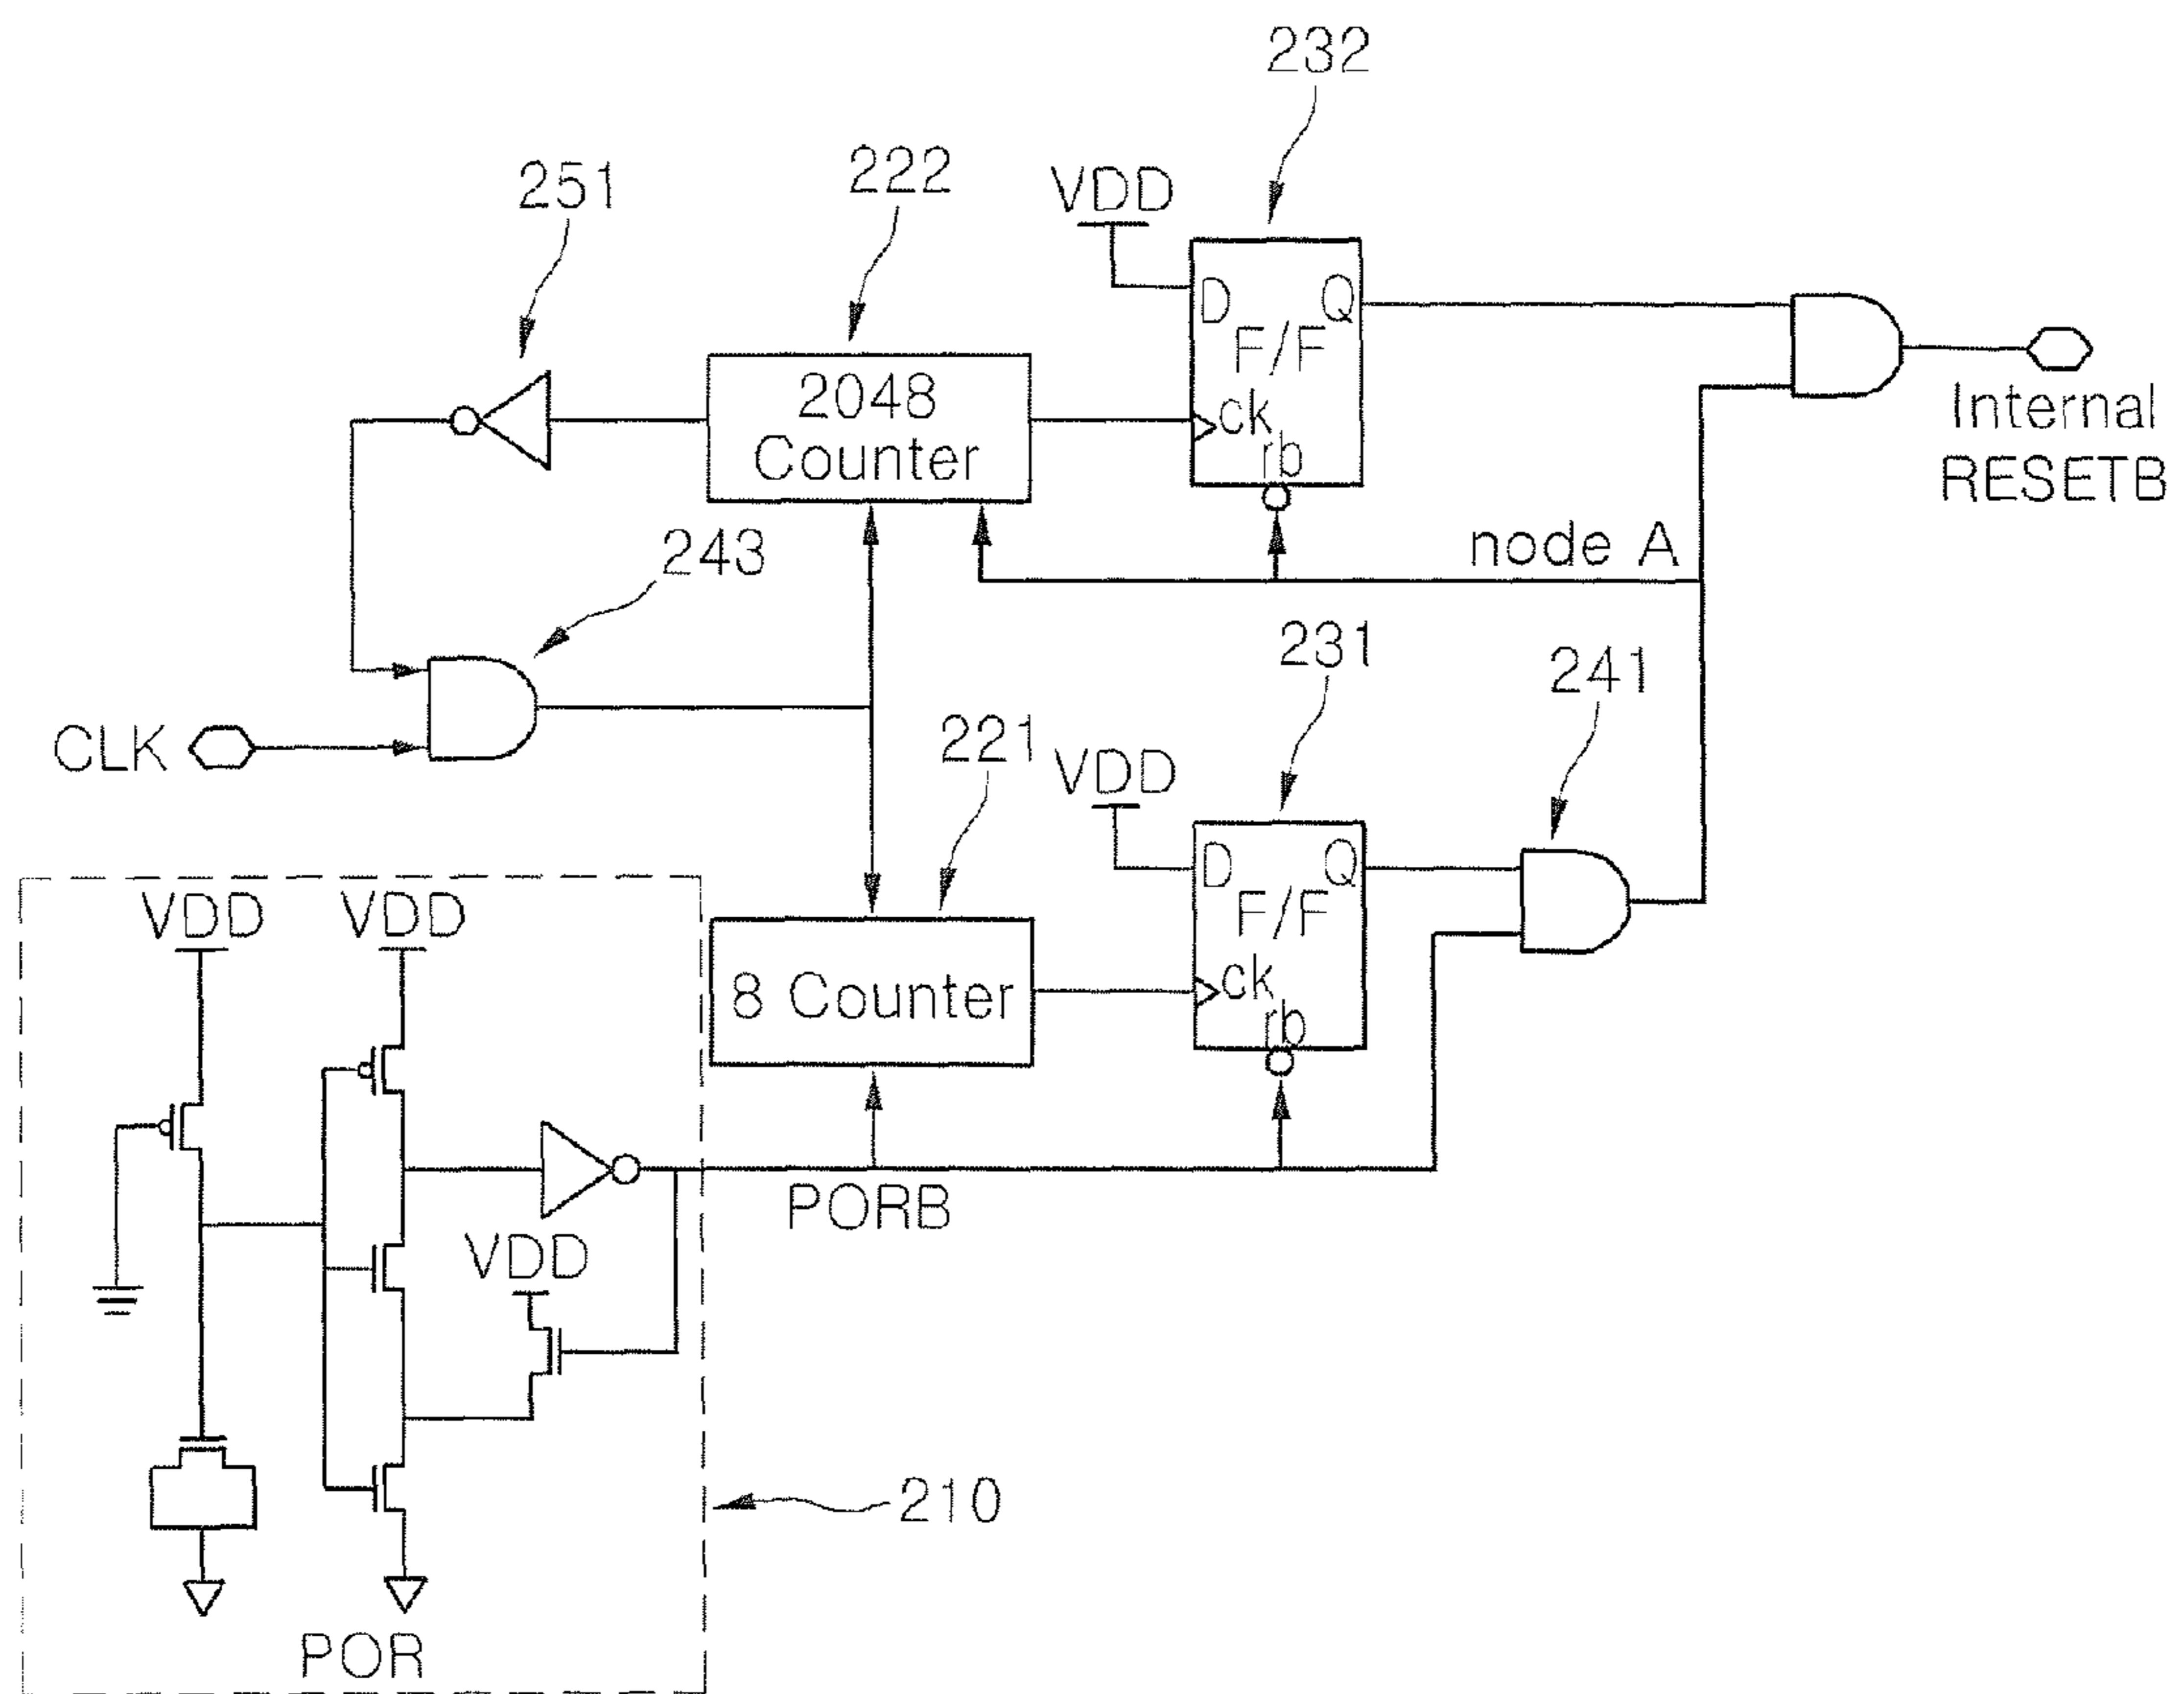 232
251
222
VDD
D
Q
F/F
ck
rb
2048
Counter
Internal
RESETB
node A
243
231
241
CLK
221
VDD
D
Q
F/F
ck
rb
VDD
VDD
8 Counter
PORB
VDD
210
POR